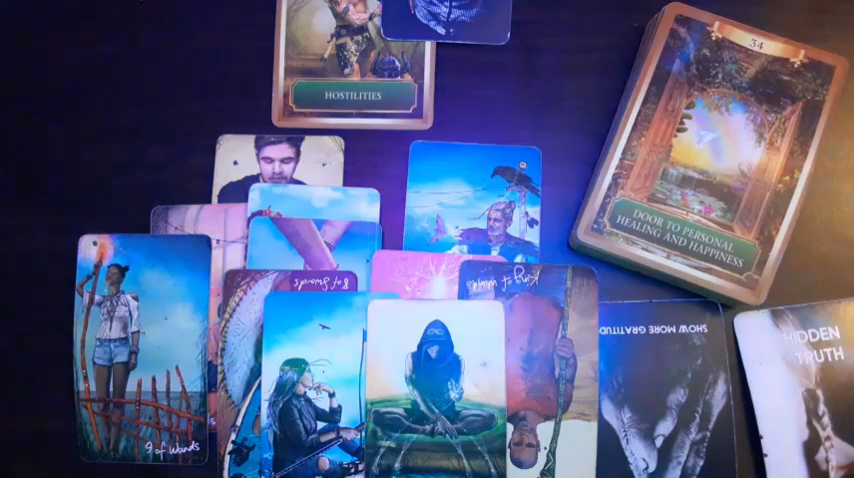 HOSTILITIES
34
DOOR TO PERSONAL
HEALING AND HAPPINESS
8 of Swords
King of Wands
9 of Wands
SHOW MORE GRATITUD
HIDDEN
TRUTH